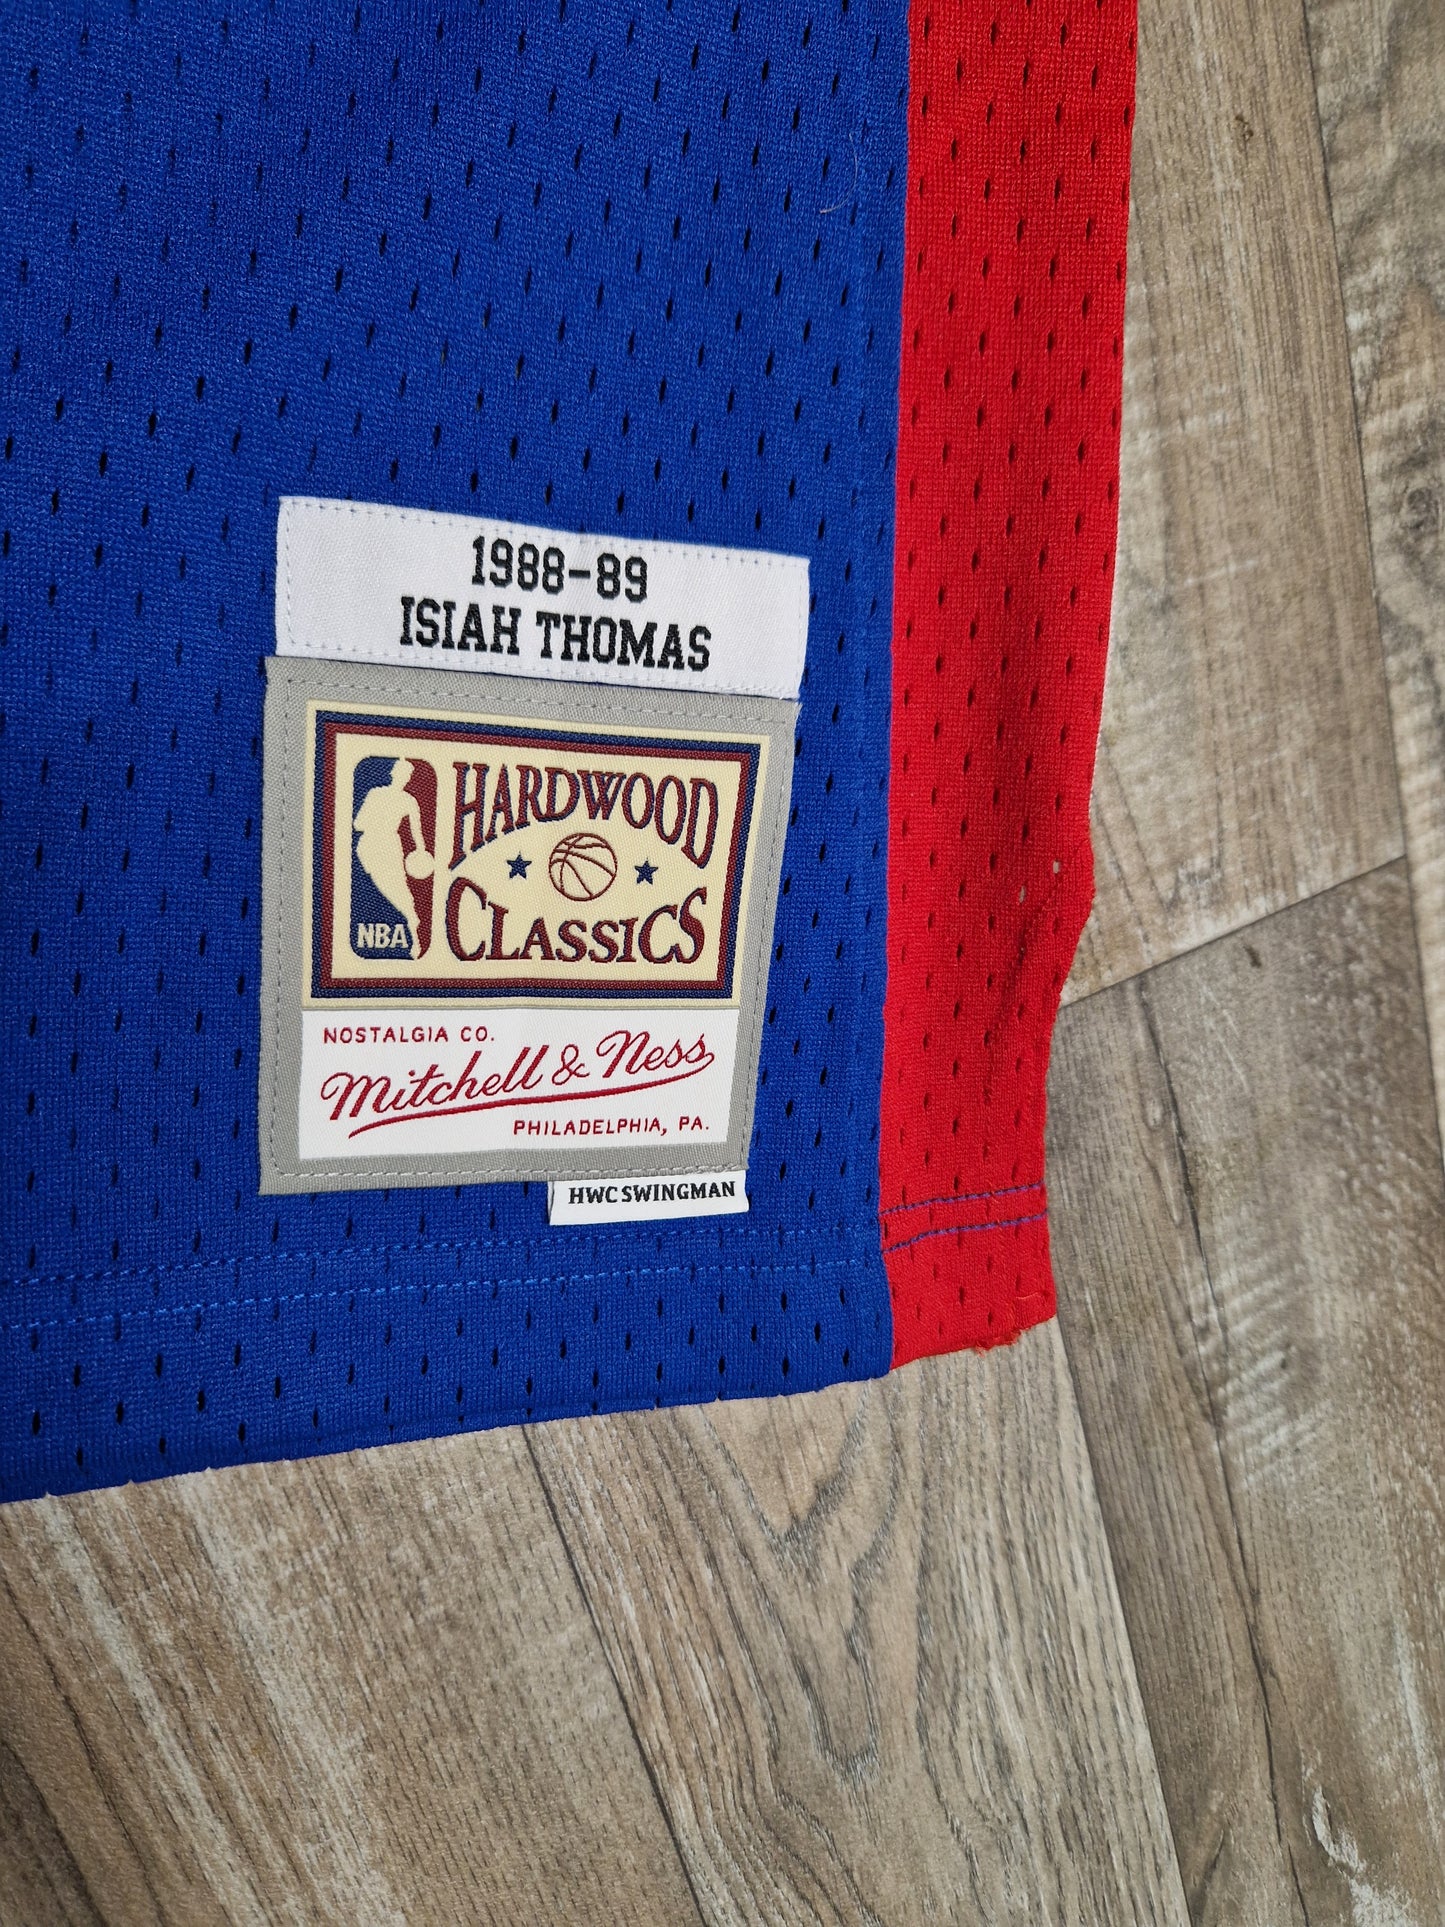 1988-89
ISIAH THOMAS
HARDWOOD
CLASSICS
NBA
NOSTALGIA CO.
Mitchell & Ness
PHILADELPHIA, PA.
HWC SWINGMAN